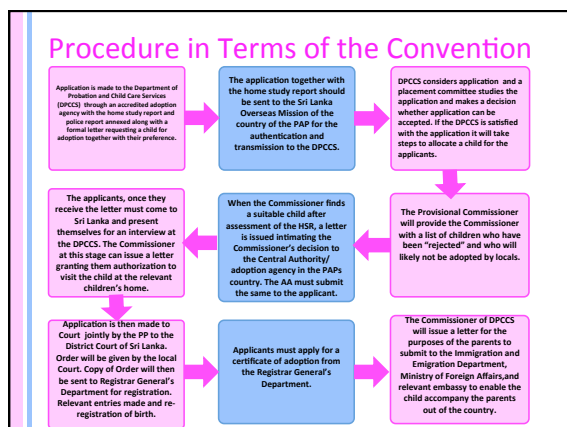 Procedure in Terms of the Convention
Application is made to the Department of
Probation and Child Care Services
(DPCCS) through an accredited adoption
agency with the home study report and
police report annexed along with a
formal letter requesting a child for
adoption together with their preference.
The application together with
the home study report should
be sent to the Sri Lanka
Overseas Mission of the
country of the PAP for the
authentication and
transmission to the DPCCS.
DPCCS considers application and a
placement committee studies the
application and makes a decision
whether application can be
accepted. If the DPCCS is satisfied
with the application it will take
steps to allocate a child for the
applicants.
The Provisional Commissioner
will provide the Commissioner
with a list of children who have
been “rejected” and who will
likely not be adopted by locals.
When the Commissioner finds
a suitable child after
assessment of the HSR, a letter
is issued intimating the
Commissioner’s decision to
the Central Authority/
adoption agency in the PAPs
country. The AA must submit
the same to the applicant.
The applicants, once they
receive the letter must come to
Sri Lanka and present
themselves for an interview at
the DPCCS. The Commissioner
at this stage can issue a letter
granting them authorization to
visit the child at the relevant
children’s home.
Application is then made to
Court jointly by the PP to the
District Court of Sri Lanka.
Order will be given by the local
Court. Copy of Order will then
be sent to Registrar General’s
Department for registration.
Relevant entries made and re-
registration of birth.
Applicants must apply for a
certificate of adoption from
the Registrar General’s
Department.
The Commissioner of DPCCS
will issue a letter for the
purposes of the parents to
submit to the Immigration and
Emigration Department,
Ministry of Foreign Affairs,and
relevant embassy to enable the
child accompany the parents
out of the country.